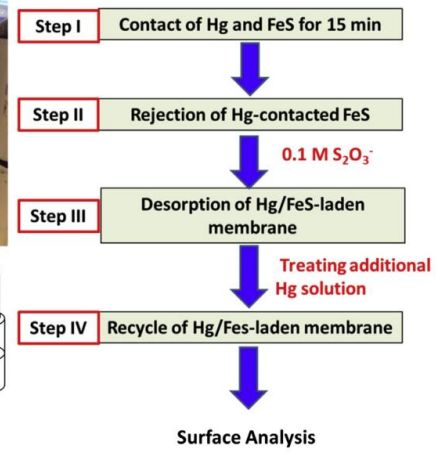 Step I Contact of Hg and FeS for 15 min
Step II Rejection of Hg-contacted FeS
0.1 M S₂O₃⁻
Step III Desorption of Hg/FeS-laden
membrane
Treating additional
Hg solution
Step IV Recycle of Hg/Fes-laden membrane
Surface Analysis